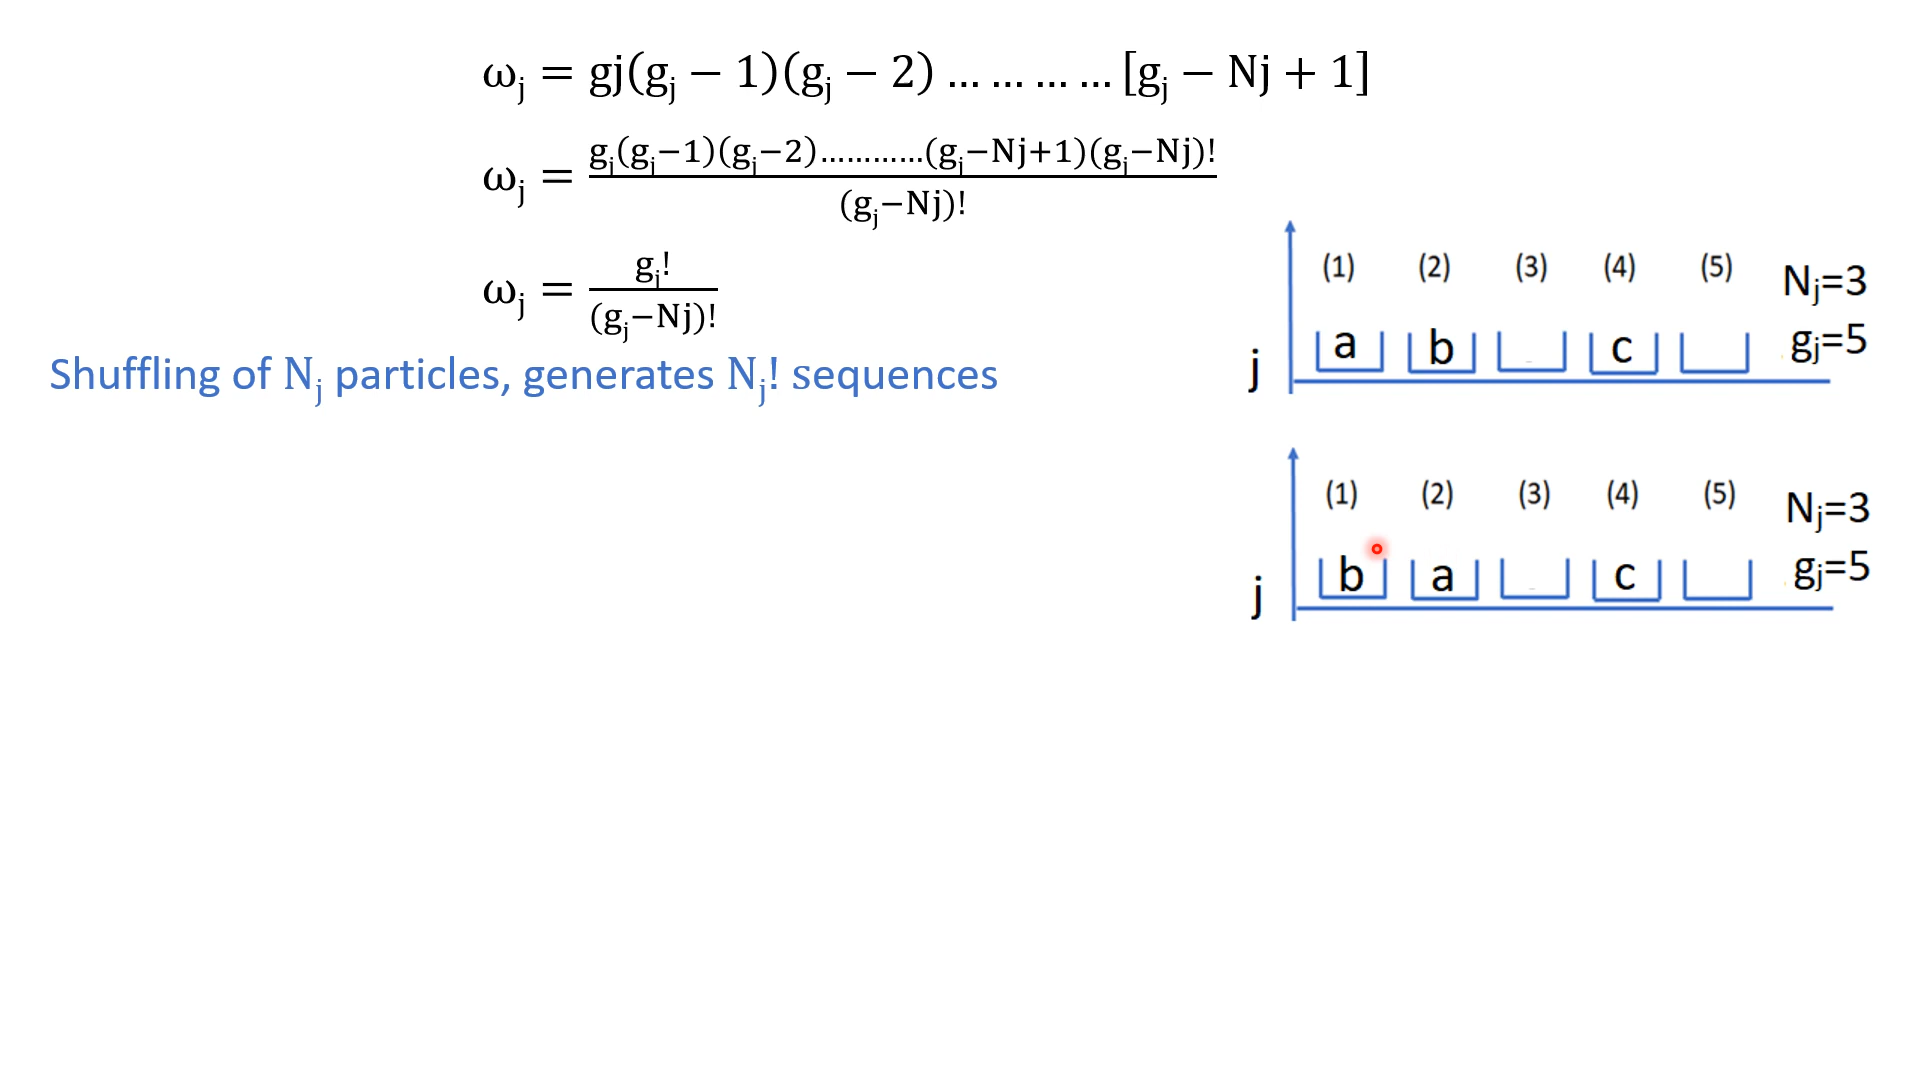 ωⱼ = gj(gⱼ − 1)(gⱼ − 2) … … … … [gⱼ − Nj + 1]
ωⱼ = gⱼ(gⱼ−1)(gⱼ−2)…………(gⱼ−Nj+1)(gⱼ−Nj)! / (gⱼ−Nj)!
ωⱼ = gⱼ! / (gⱼ−Nj)!
Shuffling of Nⱼ particles, generates Nⱼ! sequences
(1) (2) (3) (4) (5) Nⱼ=3
j a b c gⱼ=5
(1) (2) (3) (4) (5) Nⱼ=3
j b a c gⱼ=5